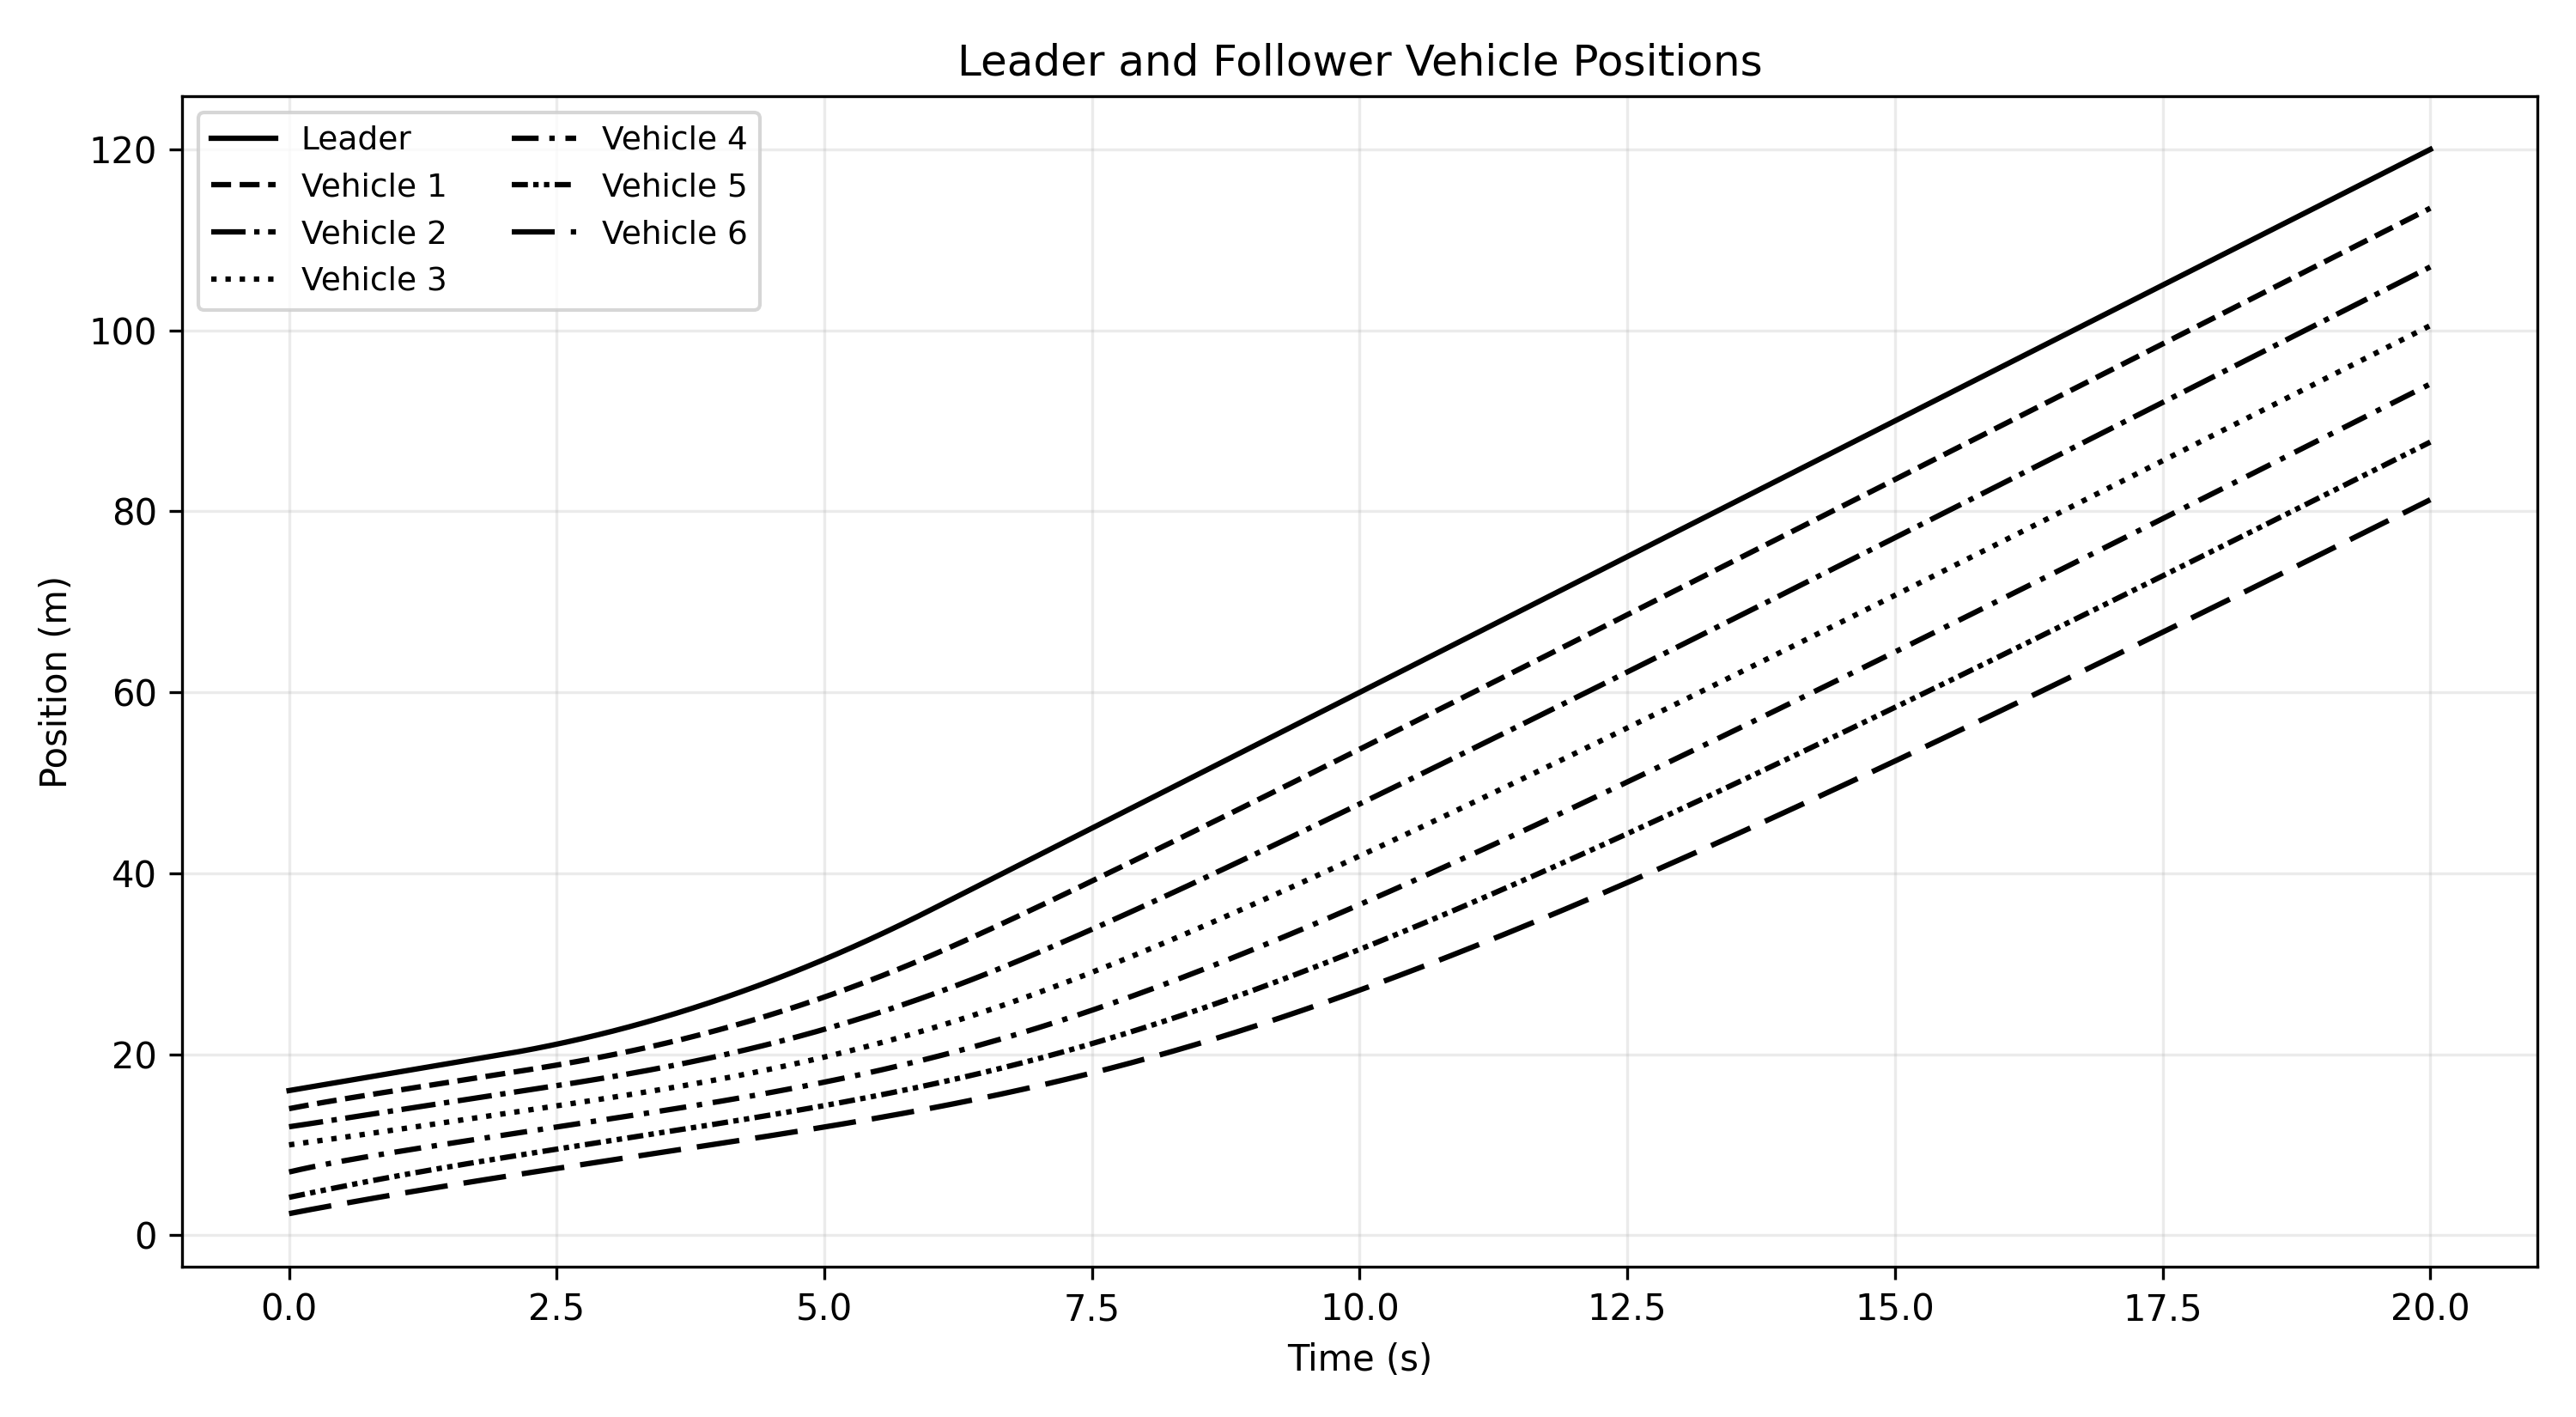 Leader and Follower Vehicle Positions
Leader
Vehicle 1
Vehicle 2
Vehicle 3
Vehicle 4
Vehicle 5
Vehicle 6
120
100
80
60
40
20
0
Position (m)
0.0 2.5 5.0 7.5 10.0 12.5 15.0 17.5 20.0
Time (s)